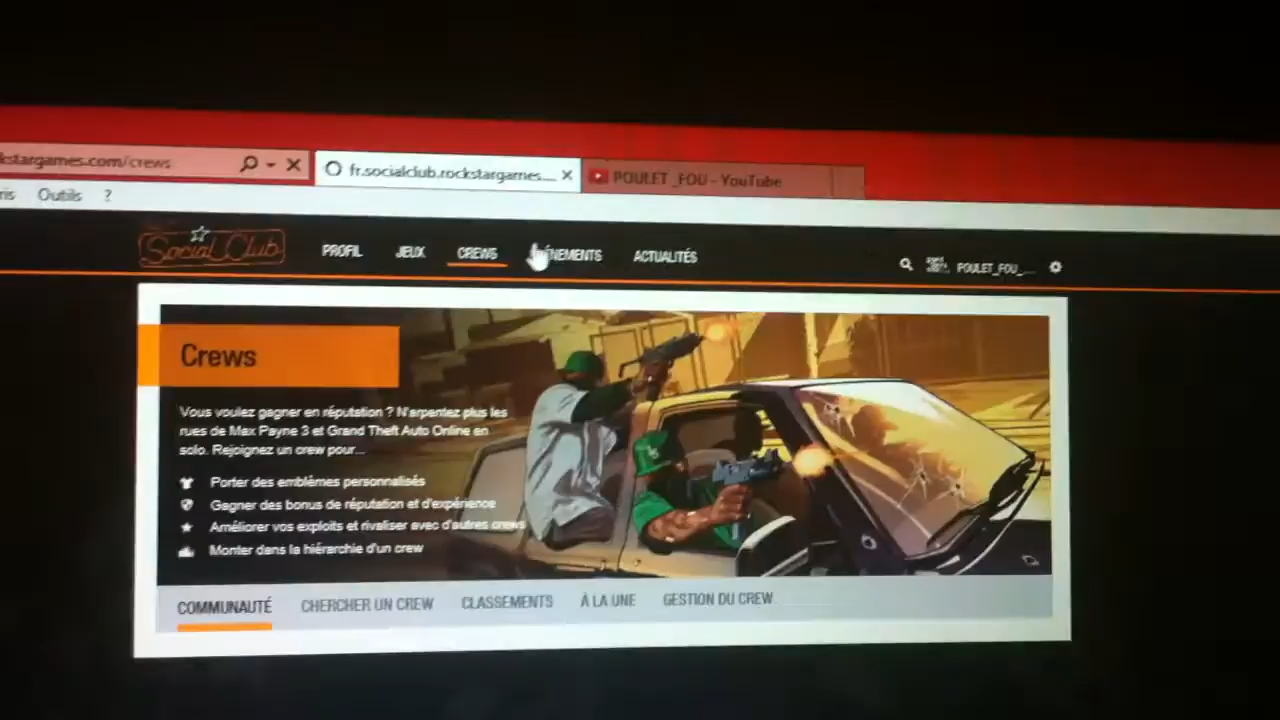 kstargames.com/crews
fr.socialclub.rockstargames....
POULET_FOU - YouTube
ris Outils ?
Social Club
PROFIL JEUX CREWS ÉNEMENTS ACTUALITÉS
POULET_FOU_...
Crews
Vous voulez gagner en réputation ? N'arpentez plus les
rues de Max Payne 3 et Grand Theft Auto Online en
solo. Rejoignez un crew pour...
Porter des emblèmes personnalisés
Gagner des bonus de réputation et d'expérience
Améliorer vos exploits et rivaliser avec d'autres crews
Monter dans la hiérarchie d'un crew
COMMUNAUTÉ CHERCHER UN CREW CLASSEMENTS À LA UNE GESTION DU CREW